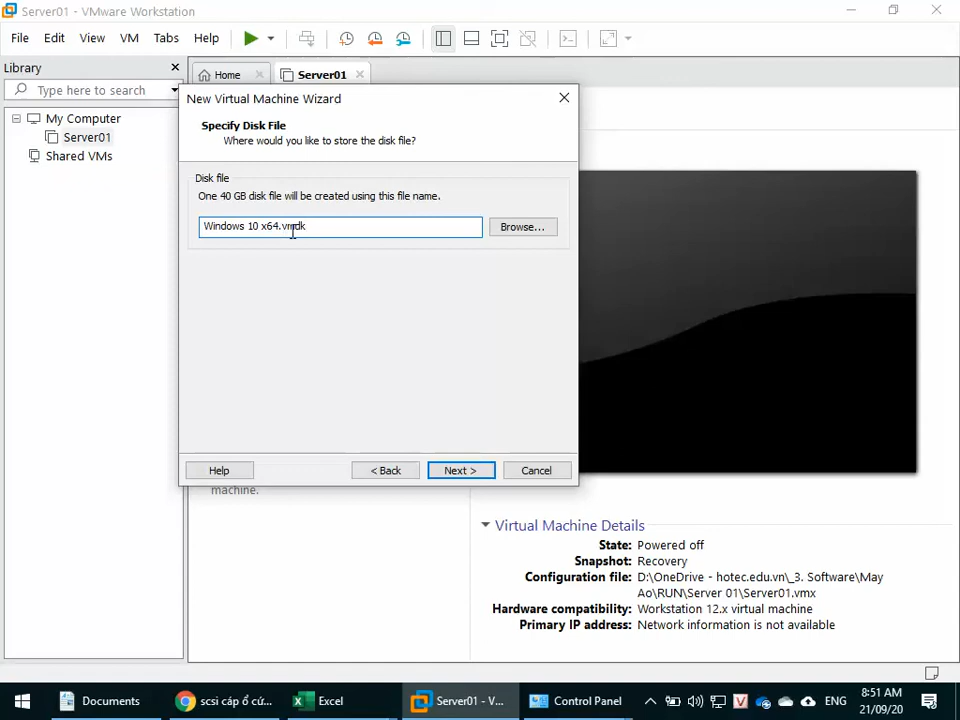 Server01 - VMware Workstation
File Edit View VM Tabs Help
Library
Type here to search
My Computer
Server01
Shared VMs
Home
Server01
New Virtual Machine Wizard
Specify Disk File
Where would you like to store the disk file?
Disk file
One 40 GB disk file will be created using this file name.
Windows 10 x64.vmdk
Browse...
Help
< Back
Next >
Cancel
machine.
Virtual Machine Details
State: Powered off
Snapshot: Recovery
Configuration file: D:\OneDrive - hotec.edu.vn\_3. Software\May
Ao\RUN\Server 01\Server01.vmx
Hardware compatibility: Workstation 12.x virtual machine
Primary IP address: Network information is not available
Documents
scsi cáp ổ cứ...
Excel
Server01 - V...
Control Panel
V
ENG
8:51 AM
21/09/20